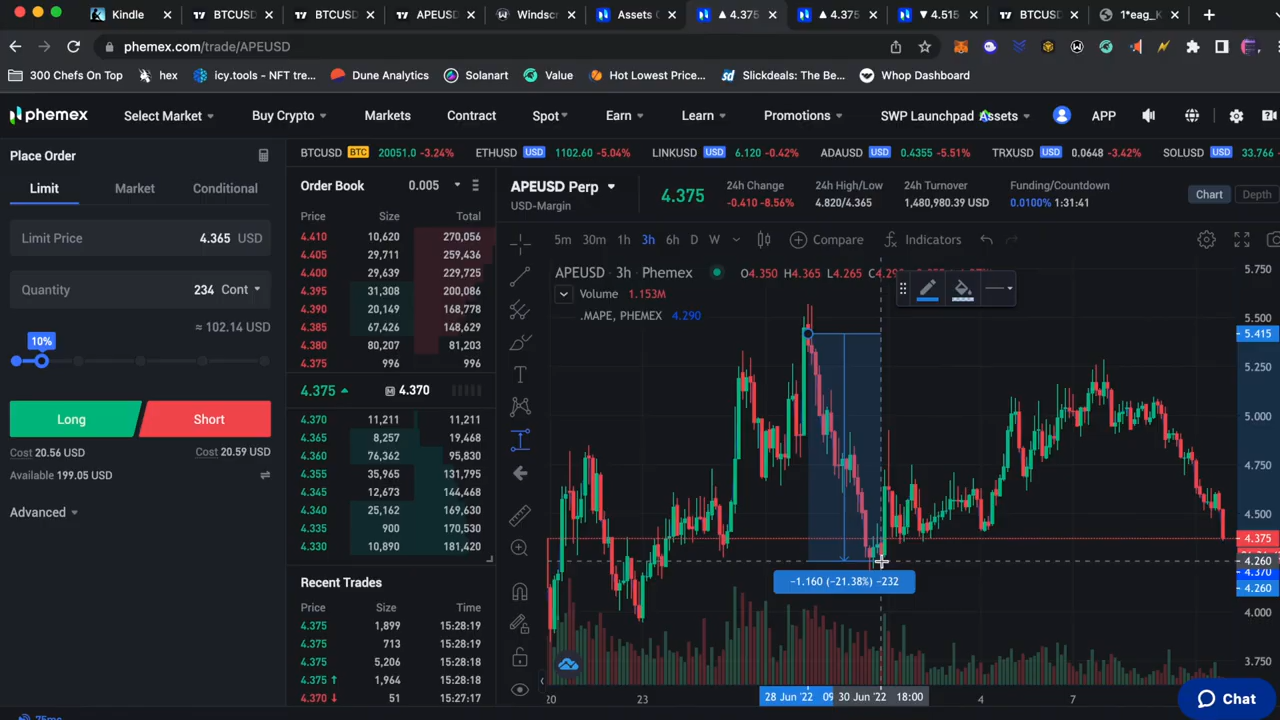 Kindle
BTCUSD
BTCUSD
APEUSD
Windscr
Assets (
▲ 4.375
▲ 4.375
▼ 4.515
BTCUSD
1*eag_K
phemex.com/trade/APEUSD
300 Chefs On Top
hex
icy.tools - NFT tre...
Dune Analytics
Solanart
Value
Hot Lowest Price...
Slickdeals: The Be...
Whop Dashboard
phemex
Select Market
Buy Crypto
Markets
Contract
Spot
Earn
Learn
Promotions
SWP Launchpad
Assets
APP
Place Order
Limit
Market
Conditional
Limit Price 4.365 USD
Quantity 234 Cont
≈ 102.14 USD
10%
Long
Short
Cost 20.56 USD
Cost 20.59 USD
Available 199.05 USD
Advanced
BTCUSD BTC 20051.0 -3.24%
ETHUSD USD 1102.60 -5.04%
LINKUSD USD 6.120 -0.42%
ADAUSD USD 0.4355 -5.51%
TRXUSD USD 0.0648 -3.42%
SOLUSD USD 33.766
Order Book 0.005
Price Size Total
4.410 10,620 270,056
4.405 29,711 259,436
4.400 29,639 229,725
4.395 31,308 200,086
4.390 20,149 168,778
4.385 67,426 148,629
4.380 80,207 81,203
4.375 996 996
4.375 4.370
4.370 11,211 11,211
4.365 8,257 19,468
4.360 76,362 95,830
4.355 35,965 131,795
4.345 12,673 144,468
4.340 25,162 169,630
4.335 900 170,530
4.330 10,890 181,420
Recent Trades
Price Size Time
4.375 1,899 15:28:19
4.375 713 15:28:19
4.375 5,206 15:28:18
4.375 ↑ 1,964 15:28:18
4.370 ↓ 51 15:27:17
APEUSD Perp
USD-Margin
4.375
24h Change
-0.410 -8.56%
24h High/Low
4.820/4.365
24h Turnover
1,480,980.39 USD
Funding/Countdown
0.0100% 1:31:41
Chart
Depth
5m 30m 1h 3h 6h D W
Compare
Indicators
APEUSD · 3h · Phemex
O4.350 H4.365 L4.265
Volume 1.153M
.MAPE, PHEMEX 4.290
−1.160 (−21.38%) −232
5.750
5.500
5.415
5.250
5.000
4.750
4.500
4.375
4.260
4.370
4.260
4.000
3.750
20
23
28 Jun '22
30 Jun '22 18:00
4
7
Chat
75ms